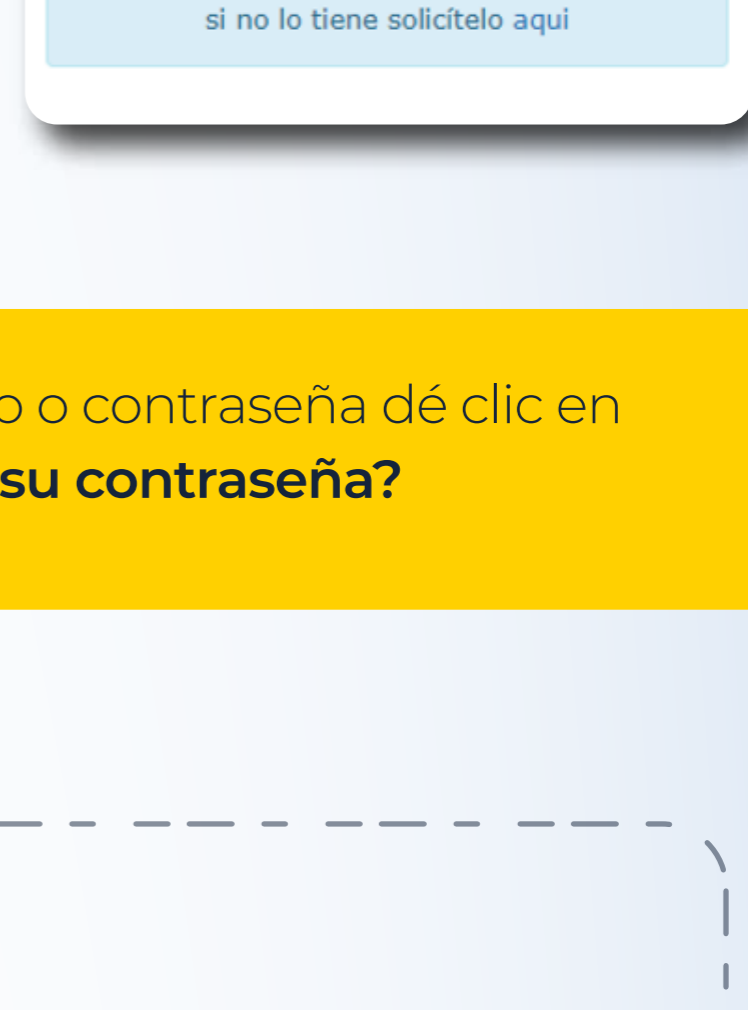 si no lo tiene solicítelo aqui
o o contraseña dé clic en
su contraseña?